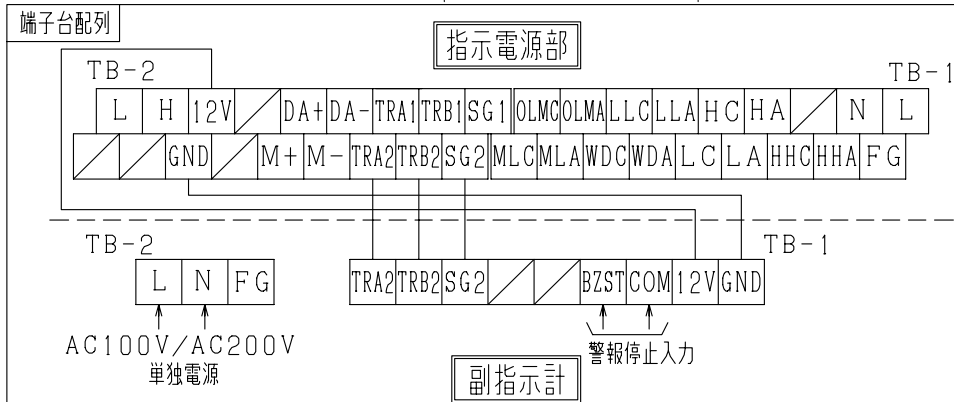 端子台配列
指示電源部
TB-2 TB-1
L H 12V DA+ DA- TRA1 TRB1 SG1 OLMC OLMA LLC LLA HC HA N L
GND M+ M- TRA2 TRB2 SG2 MLC MLA WDC WDA LC LA HHC HHA FG
TB-2 TB-1
L N FG TRA2 TRB2 SG2 BZST COM 12V GND
AC100V/AC200V
単独電源
警報停止入力
副指示計